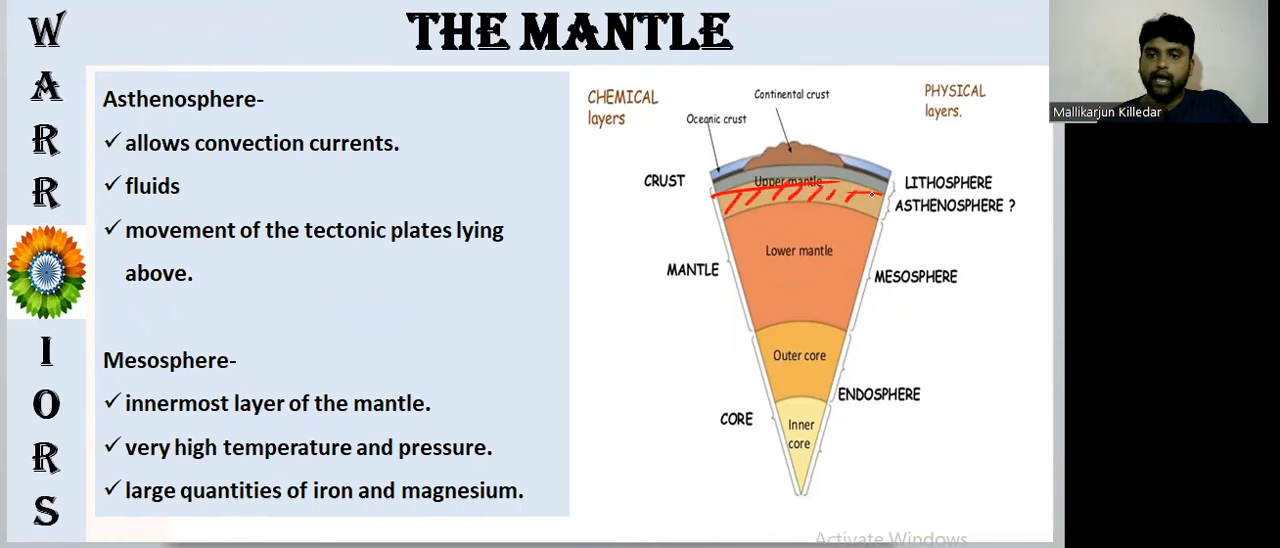 THE MANTLE
W
A
R
R
I
O
R
S
Asthenosphere-
✓ allows convection currents.
✓ fluids
✓ movement of the tectonic plates lying
above.
Mesosphere-
✓ innermost layer of the mantle.
✓ very high temperature and pressure.
✓ large quantities of iron and magnesium.
CHEMICAL
layers
Continental crust
Oceanic crust
PHYSICAL
layers.
CRUST
Upper mantle
LITHOSPHERE
ASTHENOSPHERE ?
Lower mantle
MANTLE
MESOSPHERE
Outer core
ENDOSPHERE
CORE
Inner
core
Mallikarjun Killedar
Activate Windows